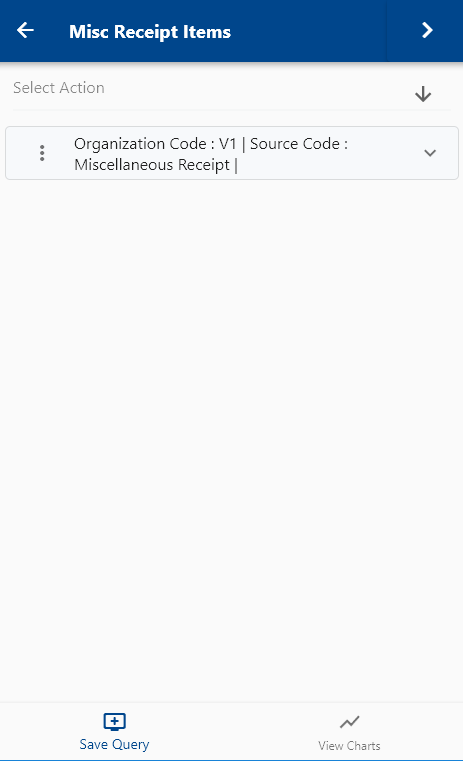 Misc Receipt Items
Select Action
Organization Code : V1 | Source Code :
Miscellaneous Receipt |
Save Query
View Charts